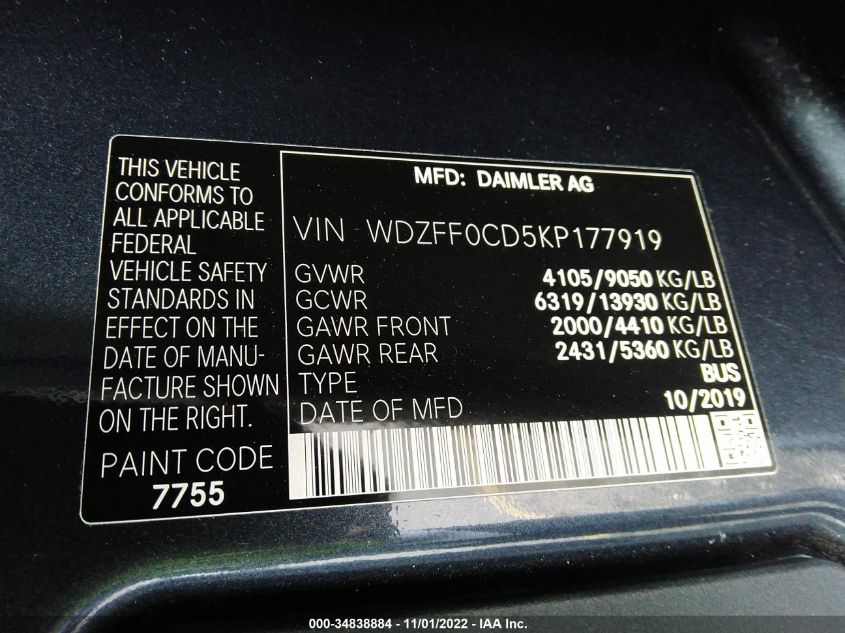 THIS VEHICLE
CONFORMS TO
ALL APPLICABLE
FEDERAL
VEHICLE SAFETY
STANDARDS IN
EFFECT ON THE
DATE OF MANU-
FACTURE SHOWN
ON THE RIGHT.
PAINT CODE
7755
MFD: DAIMLER AG
VIN WDZFF0CD5KP177919
GVWR 4105/9050 KG/LB
GCWR 6319/13930 KG/LB
GAWR FRONT 2000/4410 KG/LB
GAWR REAR 2431/5360 KG/LB
TYPE BUS
DATE OF MFD 10/2019
000-34838884 - 11/01/2022 - IAA Inc.